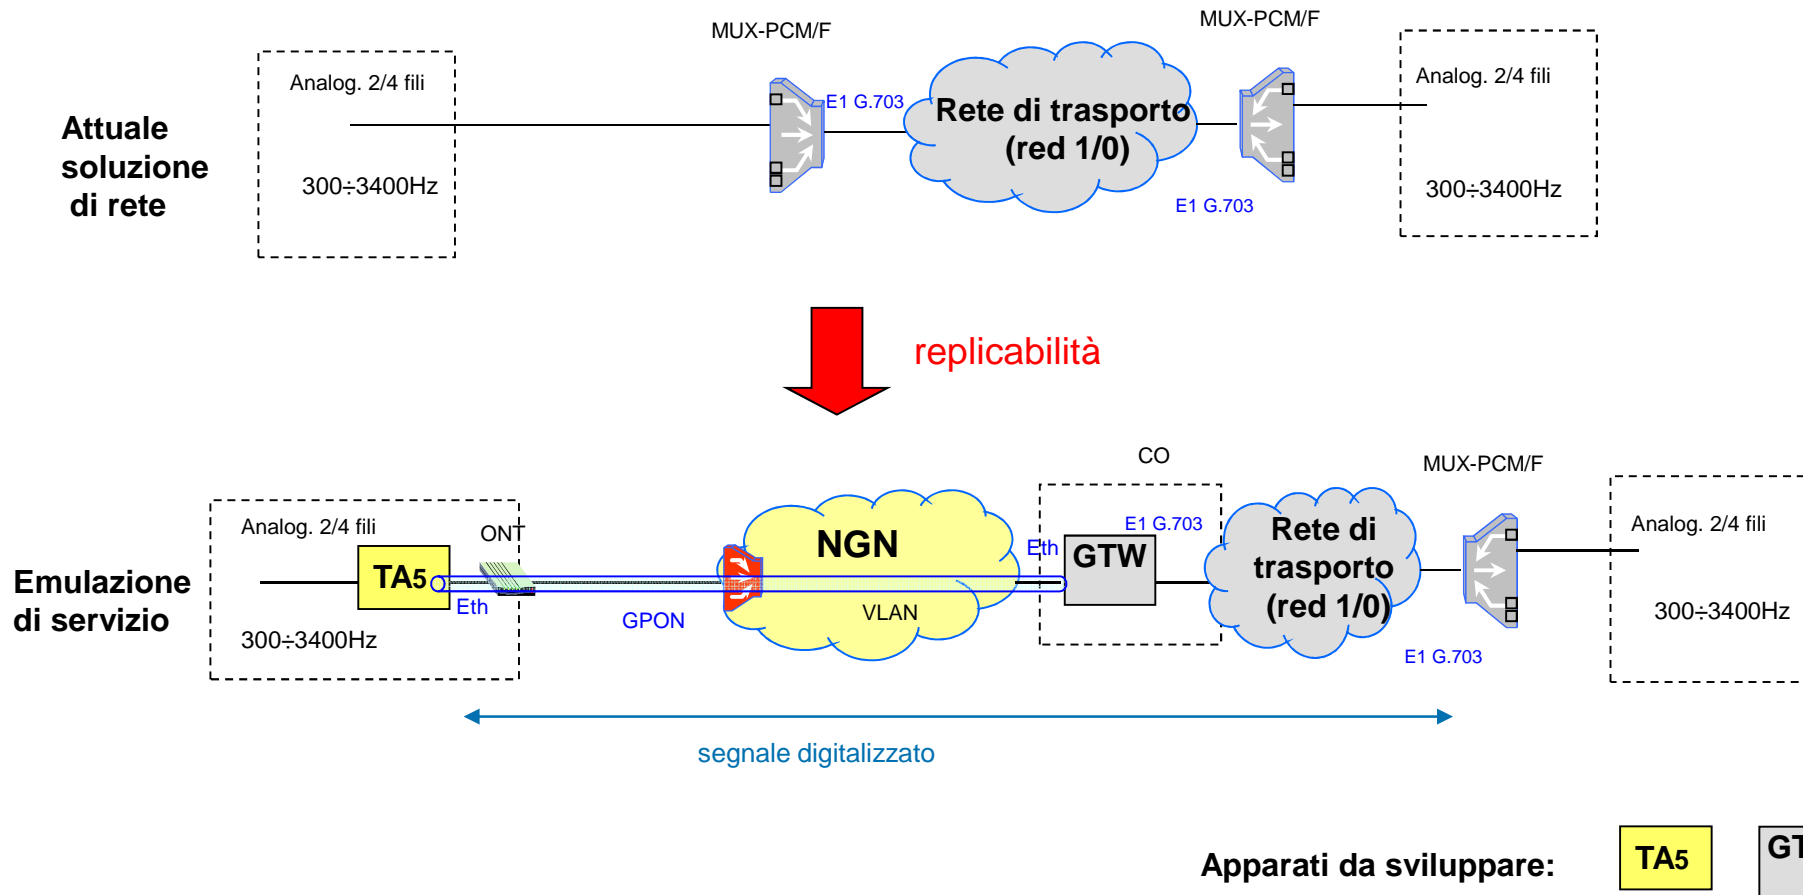 MUX-PCM/F
MUX-PCM/F
Analog. 2/4 fili
Analog. 2/4 fili
E1 G.703
Rete di trasporto
(red 1/0)
Attuale
soluzione
di rete
300÷3400Hz
300÷3400Hz
E1 G.703
replicabilità
CO
MUX-PCM/F
Analog. 2/4 fili
ONT
NGN
Eth
E1 G.703
GTW
Rete di
trasporto
(red 1/0)
Analog. 2/4 fili
Emulazione
di servizio
TA5
Eth
GPON
VLAN
300÷3400Hz
300÷3400Hz
E1 G.703
segnale digitalizzato
Apparati da sviluppare:
TA5
GT